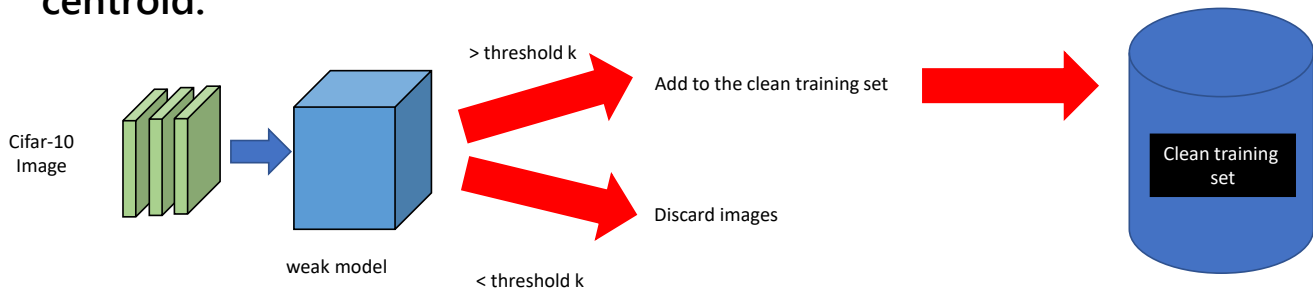 centroid.
> threshold k
Add to the clean training set
Cifar-10
Image
Clean training
set
Discard images
weak model
< threshold k